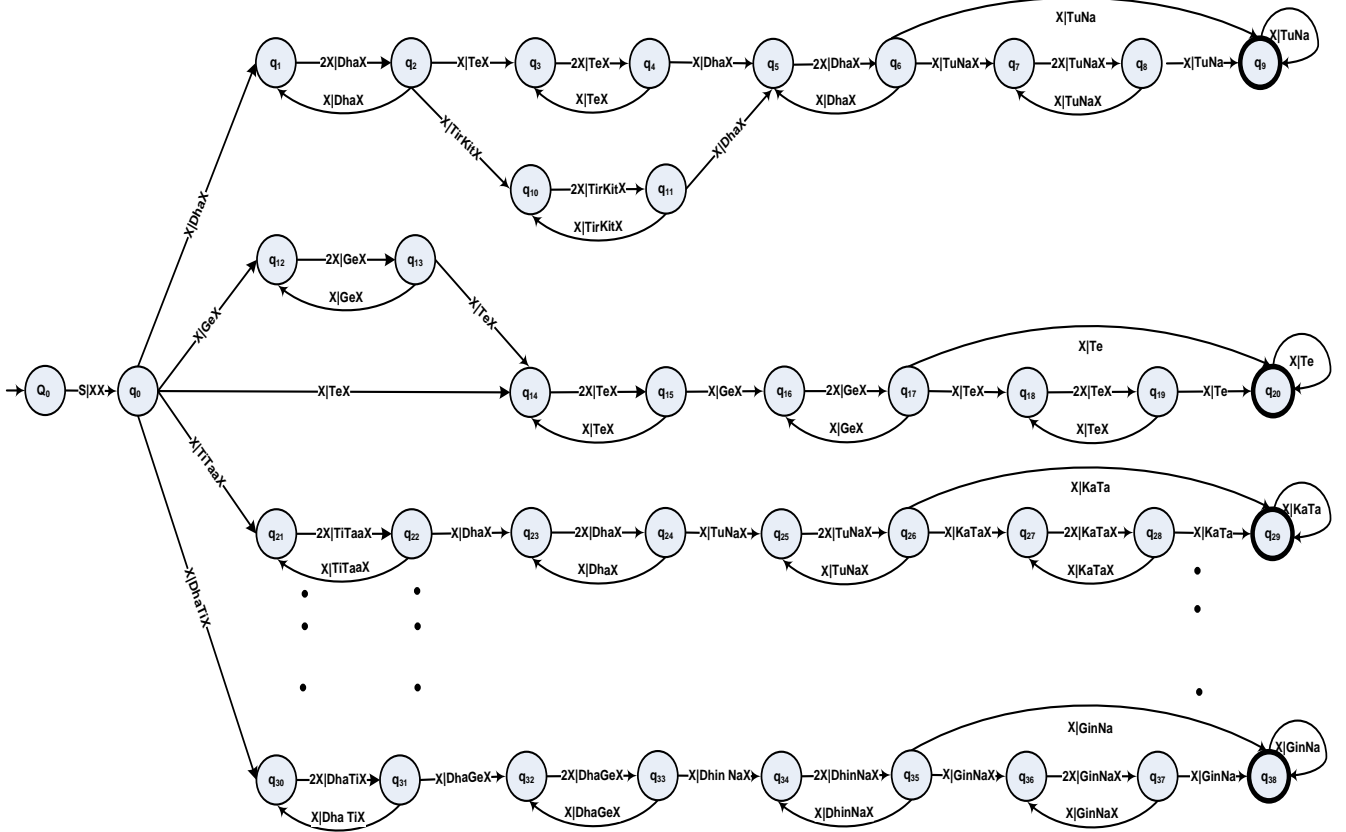 X|TuNa
q1 2X|DhaX q2 X|TeX q3 2X|TeX q4 X|DhaX q5 2X|DhaX q6 X|TuNaX q7 2X|TuNaX q8 X|TuNa q9 X|TuNa
X|DhaX X|TeX X|DhaX X|TuNaX
X|TirKitX X|DhaX
q10 2X|TirKitX q11
X|TirKitX
X|DhaX
q12 2X|GeX q13
X|GeX
X|GeX X|TeX
X|Te
Q0 S|XX q0 X|TeX q14 2X|TeX q15 X|GeX q16 2X|GeX q17 X|TeX q18 2X|TeX q19 X|Te q20 X|Te
X|TeX X|GeX X|TeX
X|TiTaaX
X|KaTa
q21 2X|TiTaaX q22 X|DhaX q23 2X|DhaX q24 X|TuNaX q25 2X|TuNaX q26 X|KaTaX q27 2X|KaTaX q28 X|KaTa q29 X|KaTa
X|TiTaaX X|DhaX X|TuNaX X|KaTaX
X|DhaTiX
X|GinNa
q30 2X|DhaTiX q31 X|DhaGeX q32 2X|DhaGeX q33 X|Dhin NaX q34 2X|DhinNaX q35 X|GinNaX q36 2X|GinNaX q37 X|GinNa q38 X|GinNa
X|Dha TiX X|DhaGeX X|DhinNaX X|GinNaX